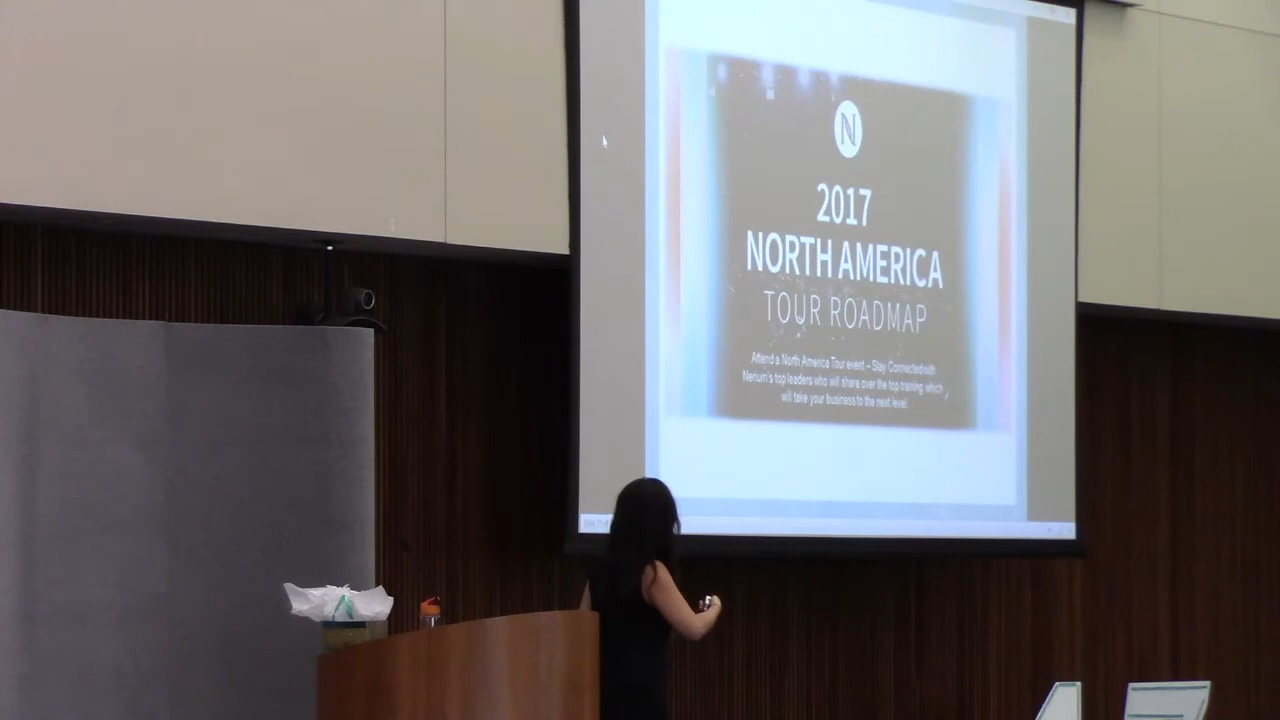 N
2017
NORTH AMERICA
TOUR ROADMAP
Attend a North America Tour event – Stay Connected with
Nerium's top leaders who will share over the top training which
will take your business to the next level.